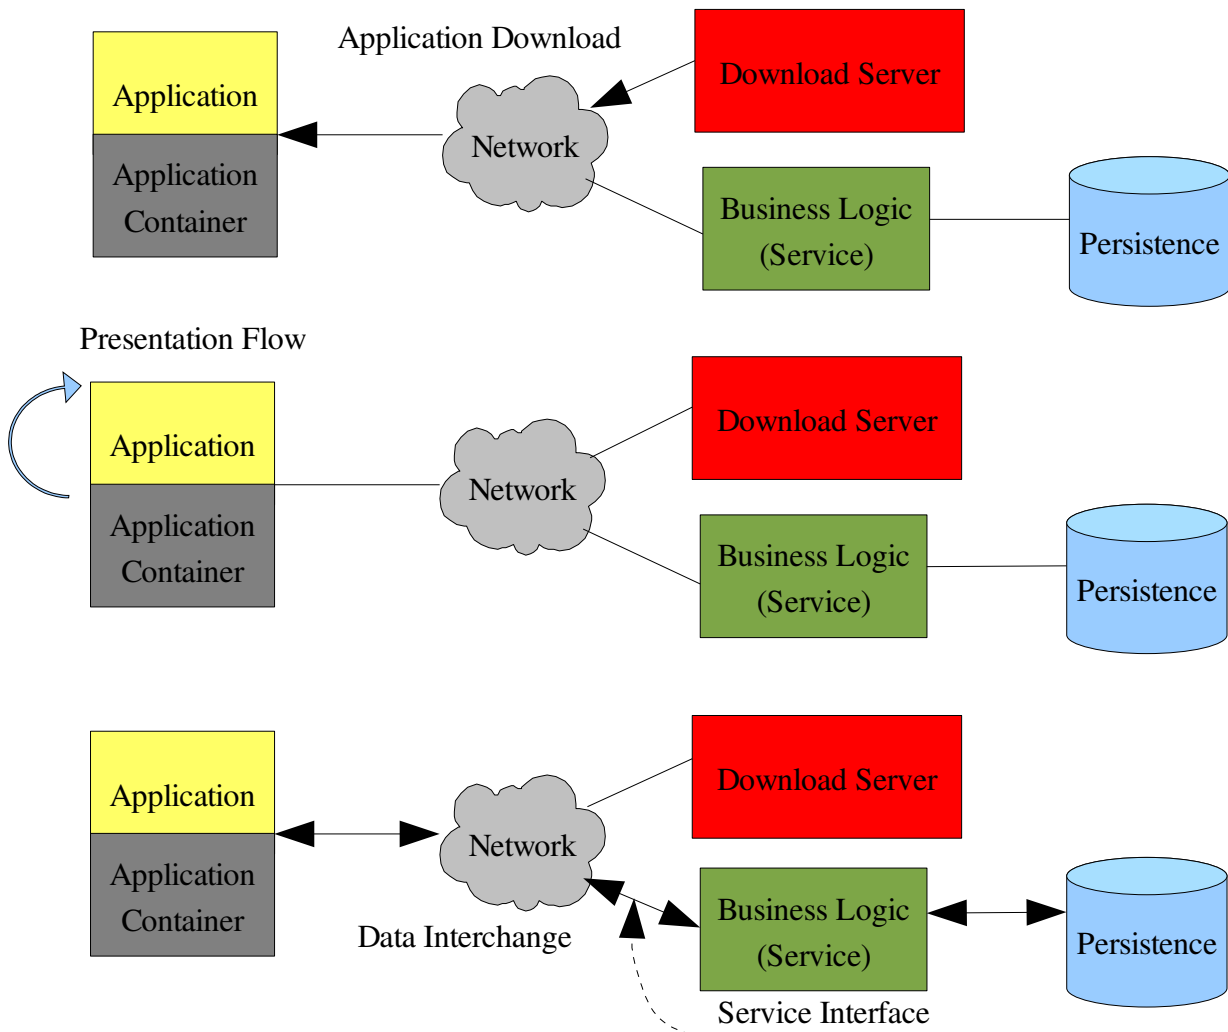 Application Download
Download Server
Application
Network
Application
Container
Business Logic
(Service)
Persistence
Presentation Flow
Download Server
Application
Network
Application
Container
Business Logic
(Service)
Persistence
Download Server
Application
Network
Application
Container
Business Logic
(Service)
Persistence
Data Interchange
Service Interface